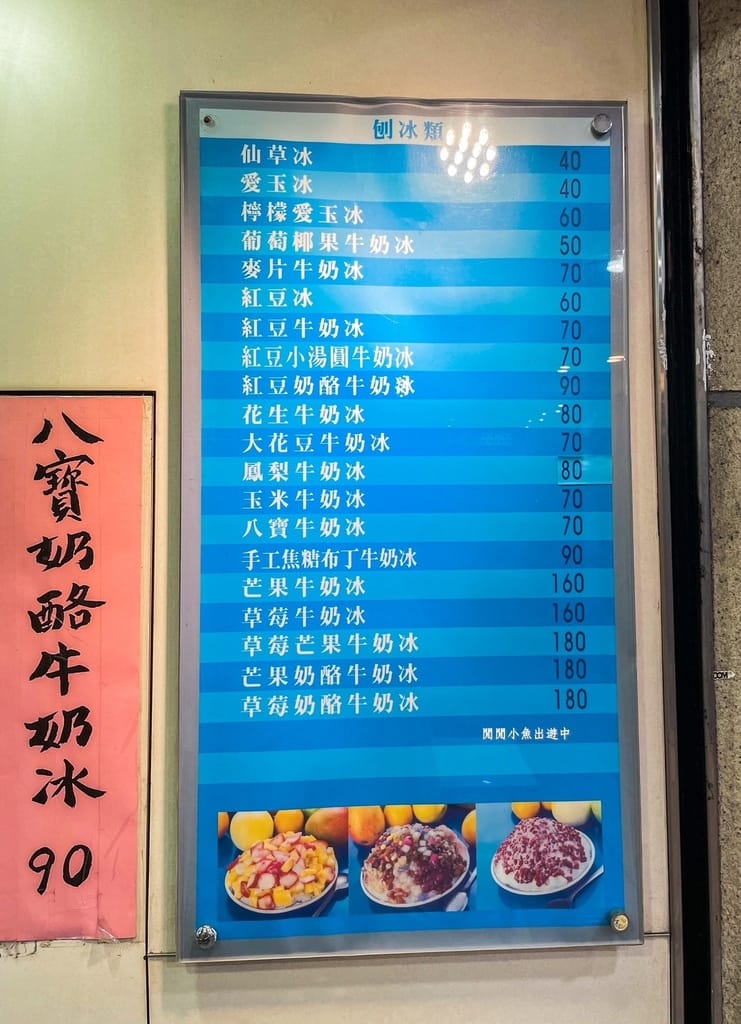 刨冰類
仙草冰 40
愛玉冰 40
檸檬愛玉冰 60
葡萄椰果牛奶冰 50
麥片牛奶冰 70
紅豆冰 60
紅豆牛奶冰 70
紅豆小湯圓牛奶冰 70
紅豆奶酪牛奶冰 90
花生牛奶冰 80
大花豆牛奶冰 70
鳳梨牛奶冰 80
玉米牛奶冰 70
八寶牛奶冰 70
手工焦糖布丁牛奶冰 90
芒果牛奶冰 160
草莓牛奶冰 160
草莓芒果牛奶冰 180
芒果奶酪牛奶冰 180
草莓奶酪牛奶冰 180
閒閒小魚出遊中
八寶奶酪牛奶冰 90